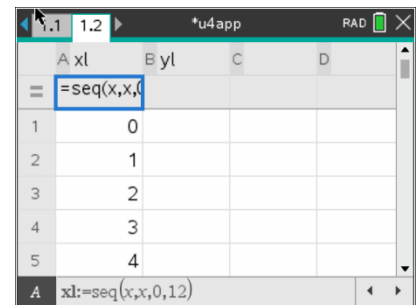 1.1 1.2 *u4app RAD
A xl B yl C D
= =seq(x,x,0
1 0
2 1
3 2
4 3
5 4
A xl:=seq(x,x,0,12)